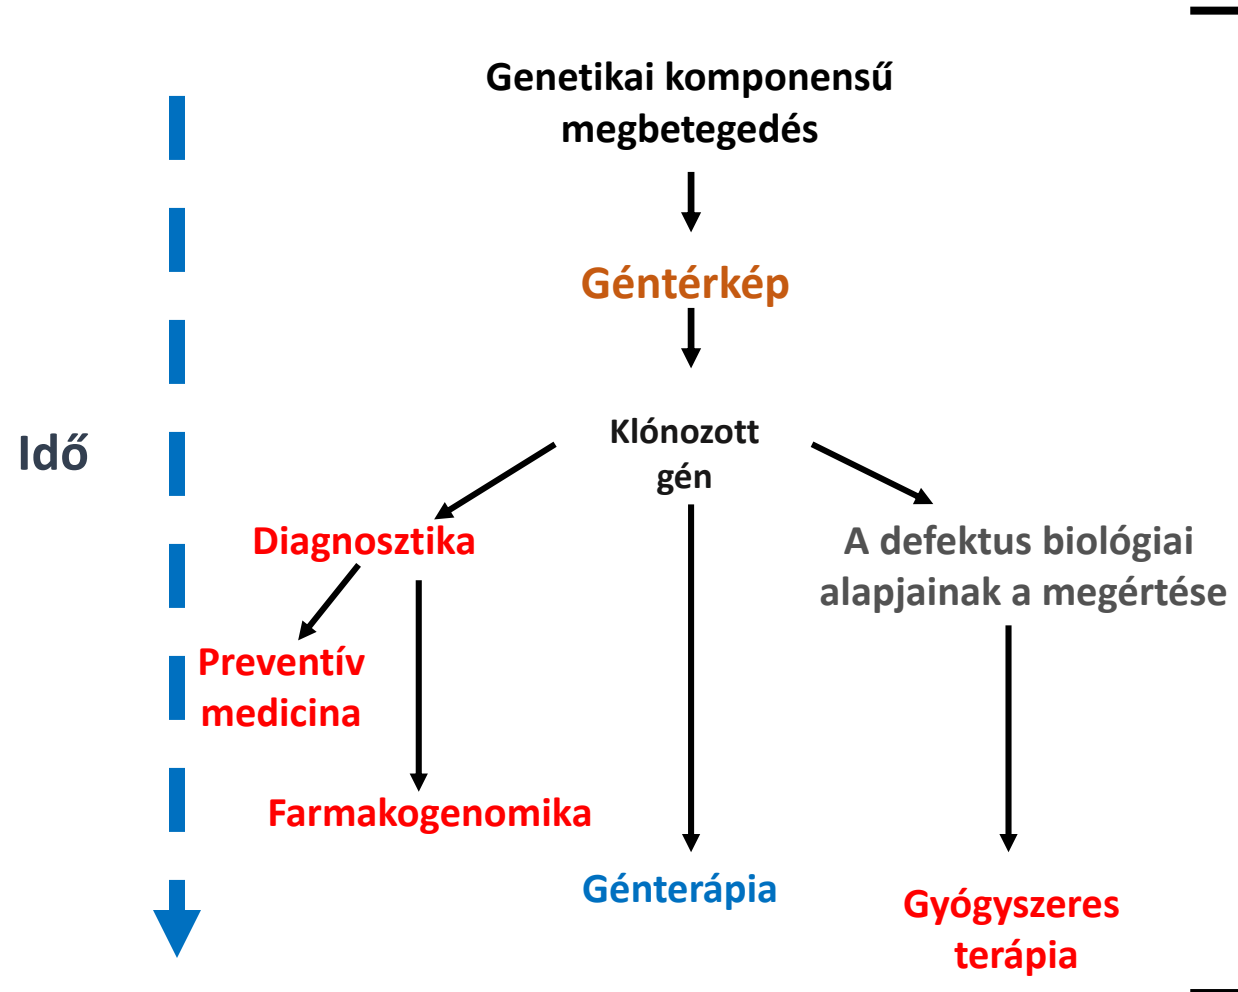 Genetikai komponensű
megbetegedés
Géntérkép
Idő
Klónozott
gén
Diagnosztika
A defektus biológiai
alapjainak a megértése
Preventív
medicina
Farmakogenomika
Génterápia
Gyógyszeres
terápia